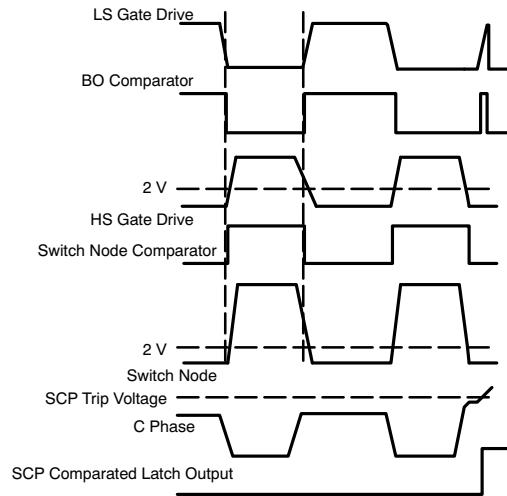 LS Gate Drive
BO Comparator
2 V
HS Gate Drive
Switch Node Comparator
2 V
Switch Node
SCP Trip Voltage
C Phase
SCP Comparated Latch Output